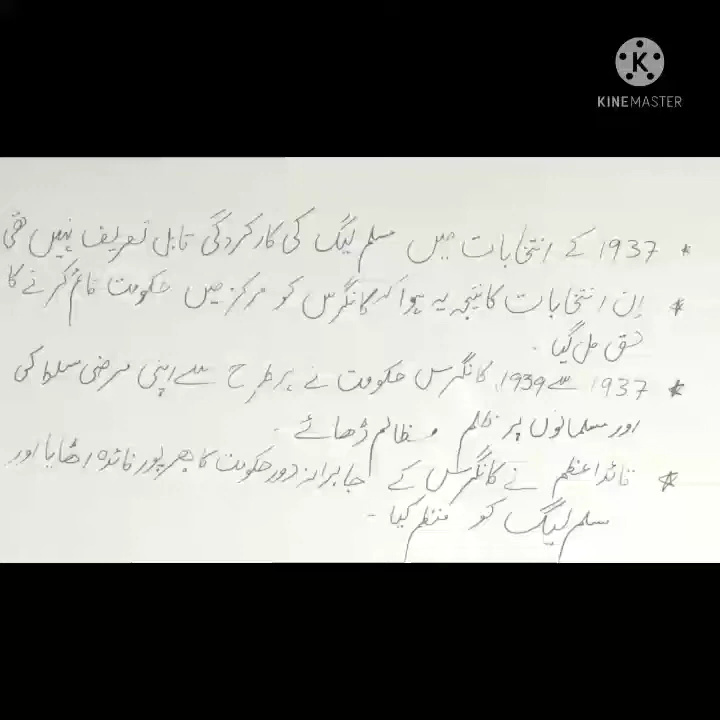 KINEMASTER
* 1937 کے انتخابات میں مسلم لیگ کی کارکردگی قابل تعریف نہیں تھی
* ان انتخابات کا نتیجہ یہ ہوا کہ کانگرس کو مرکز میں حکومت قائم کرنے کا
حق مل گیا۔
* 1937 سے 1939 کانگرس حکومت نے ہر طرح سے اپنی مرضی مسلط کی
اور مسلمانوں پر ظلم و مظالم ڈھائے۔
* قائداعظم نے کانگرس کے جابرانہ دور حکومت کا بھرپور فائدہ اٹھایا اور
مسلم لیگ کو منظم کیا۔